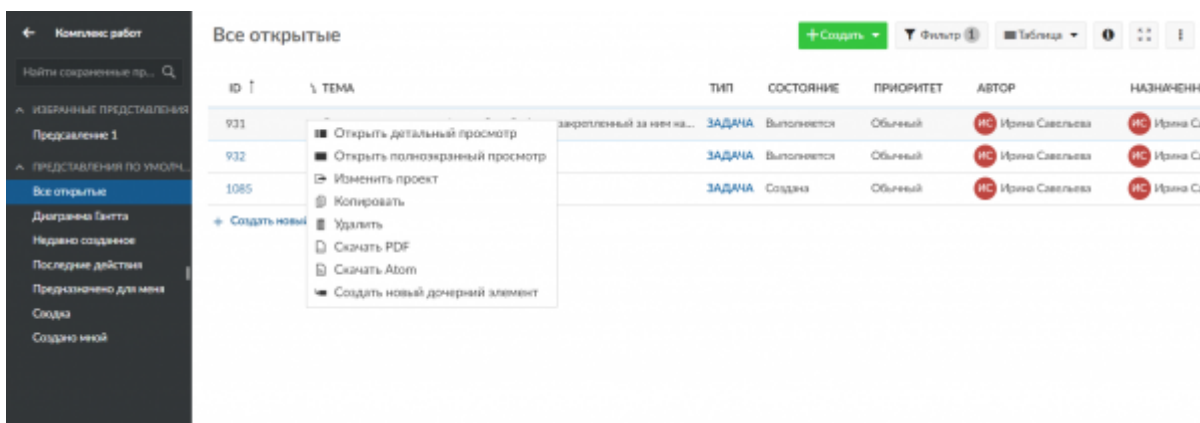 Комплекс работ
Найти сохраненные пр...
ИЗБРАННЫЕ ПРЕДСТАВЛЕНИЯ
Предсавление 1
ПРЕДСТАВЛЕНИЯ ПО УМОЛЧ...
Все открытые
Диаграмма Гантта
Недавно созданное
Последние действия
Предназначено для меня
Сводка
Создано мной
Все открытые
+ Создать
Фильтр 1
Таблица
ID ТЕМА ТИП СОСТОЯНИЕ ПРИОРИТЕТ АВТОР НАЗНАЧЕНН
931 закрепленный за ним на... ЗАДАЧА Выполняется Обычный ИС Ирина Савельева ИС Ирина С
932 ЗАДАЧА Выполняется Обычный ИС Ирина Савельева ИС Ирина С
1085 ЗАДАЧА Создана Обычный ИС Ирина Савельева ИС Ирина С
+ Создать новый
Открыть детальный просмотр
Открыть полноэкранный просмотр
Изменить проект
Копировать
Удалить
Скачать PDF
Скачать Atom
Создать новый дочерний элемент